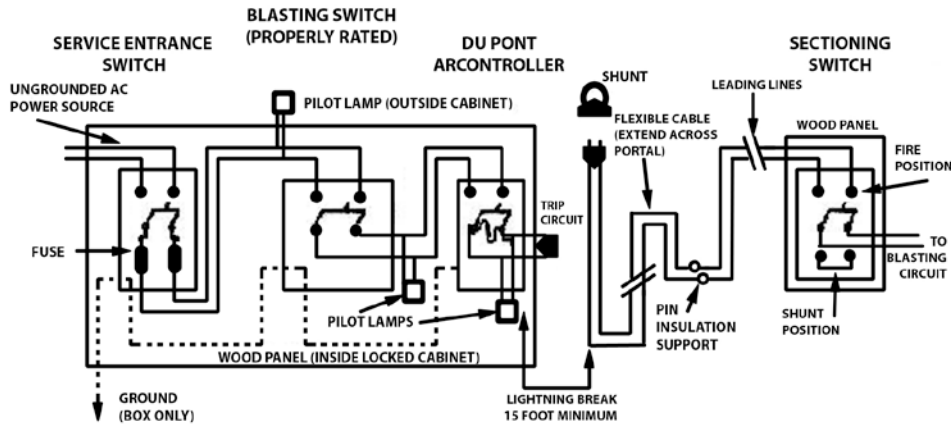 BLASTING SWITCH
(PROPERLY RATED)
SERVICE ENTRANCE
SWITCH
DU PONT
ARCONTROLLER
SECTIONING
SWITCH
UNGROUNDED AC
POWER SOURCE
PILOT LAMP (OUTSIDE CABINET)
SHUNT
LEADING LINES
FLEXIBLE CABLE
(EXTEND ACROSS
PORTAL)
WOOD PANEL
FIRE
POSITION
TRIP
CIRCUIT
FUSE
TO
BLASTING
CIRCUIT
PILOT LAMPS
PIN
INSULATION
SUPPORT
SHUNT
POSITION
WOOD PANEL (INSIDE LOCKED CABINET)
GROUND
(BOX ONLY)
LIGHTNING BREAK
15 FOOT MINIMUM